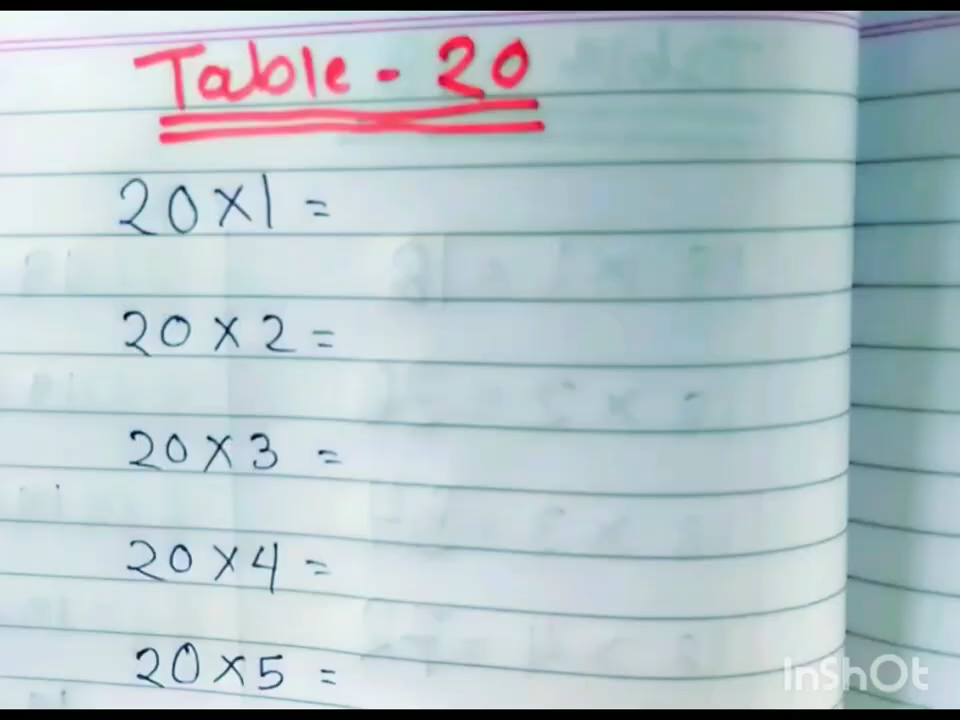 Table - 20
20 × 1 =
20 × 2 =
20 × 3 =
20 × 4 =
20 × 5 =
InShOt